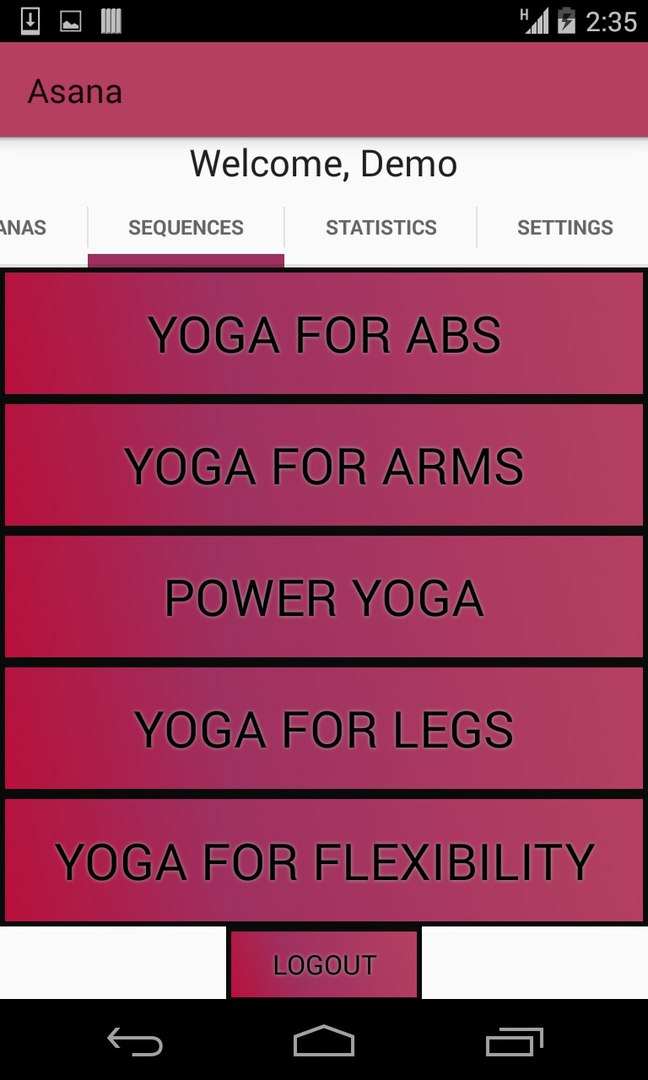 H 2:35
Asana
Welcome, Demo
ANAS SEQUENCES STATISTICS SETTINGS
YOGA FOR ABS
YOGA FOR ARMS
POWER YOGA
YOGA FOR LEGS
YOGA FOR FLEXIBILITY
LOGOUT